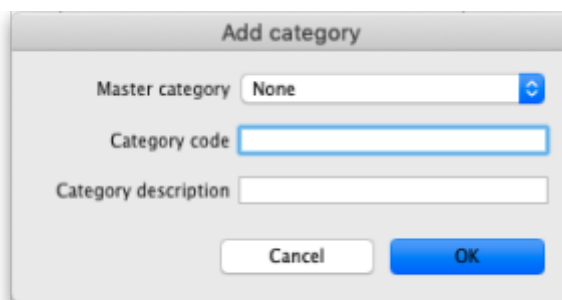 Add category
Master category None
Category code
Category description
Cancel OK